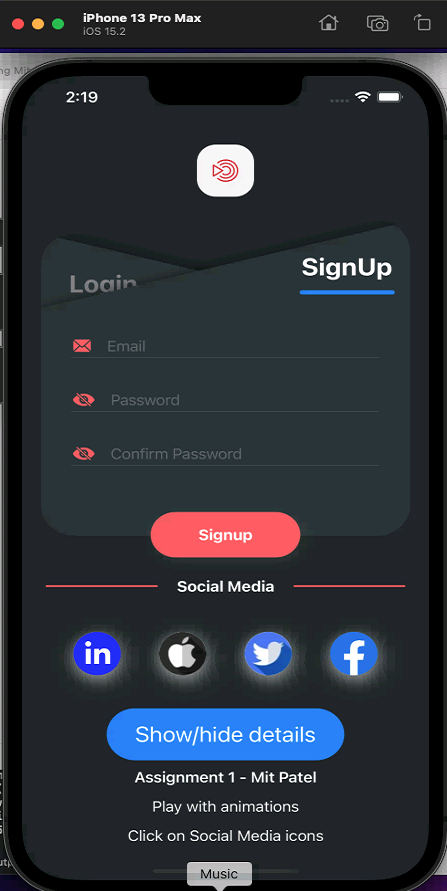 iPhone 13 Pro Max
iOS 15.2
2:19
Login
SignUp
Email
Password
Confirm Password
Signup
Social Media
in
f
Show/hide details
Assignment 1 - Mit Patel
Play with animations
Click on Social Media icons
Music